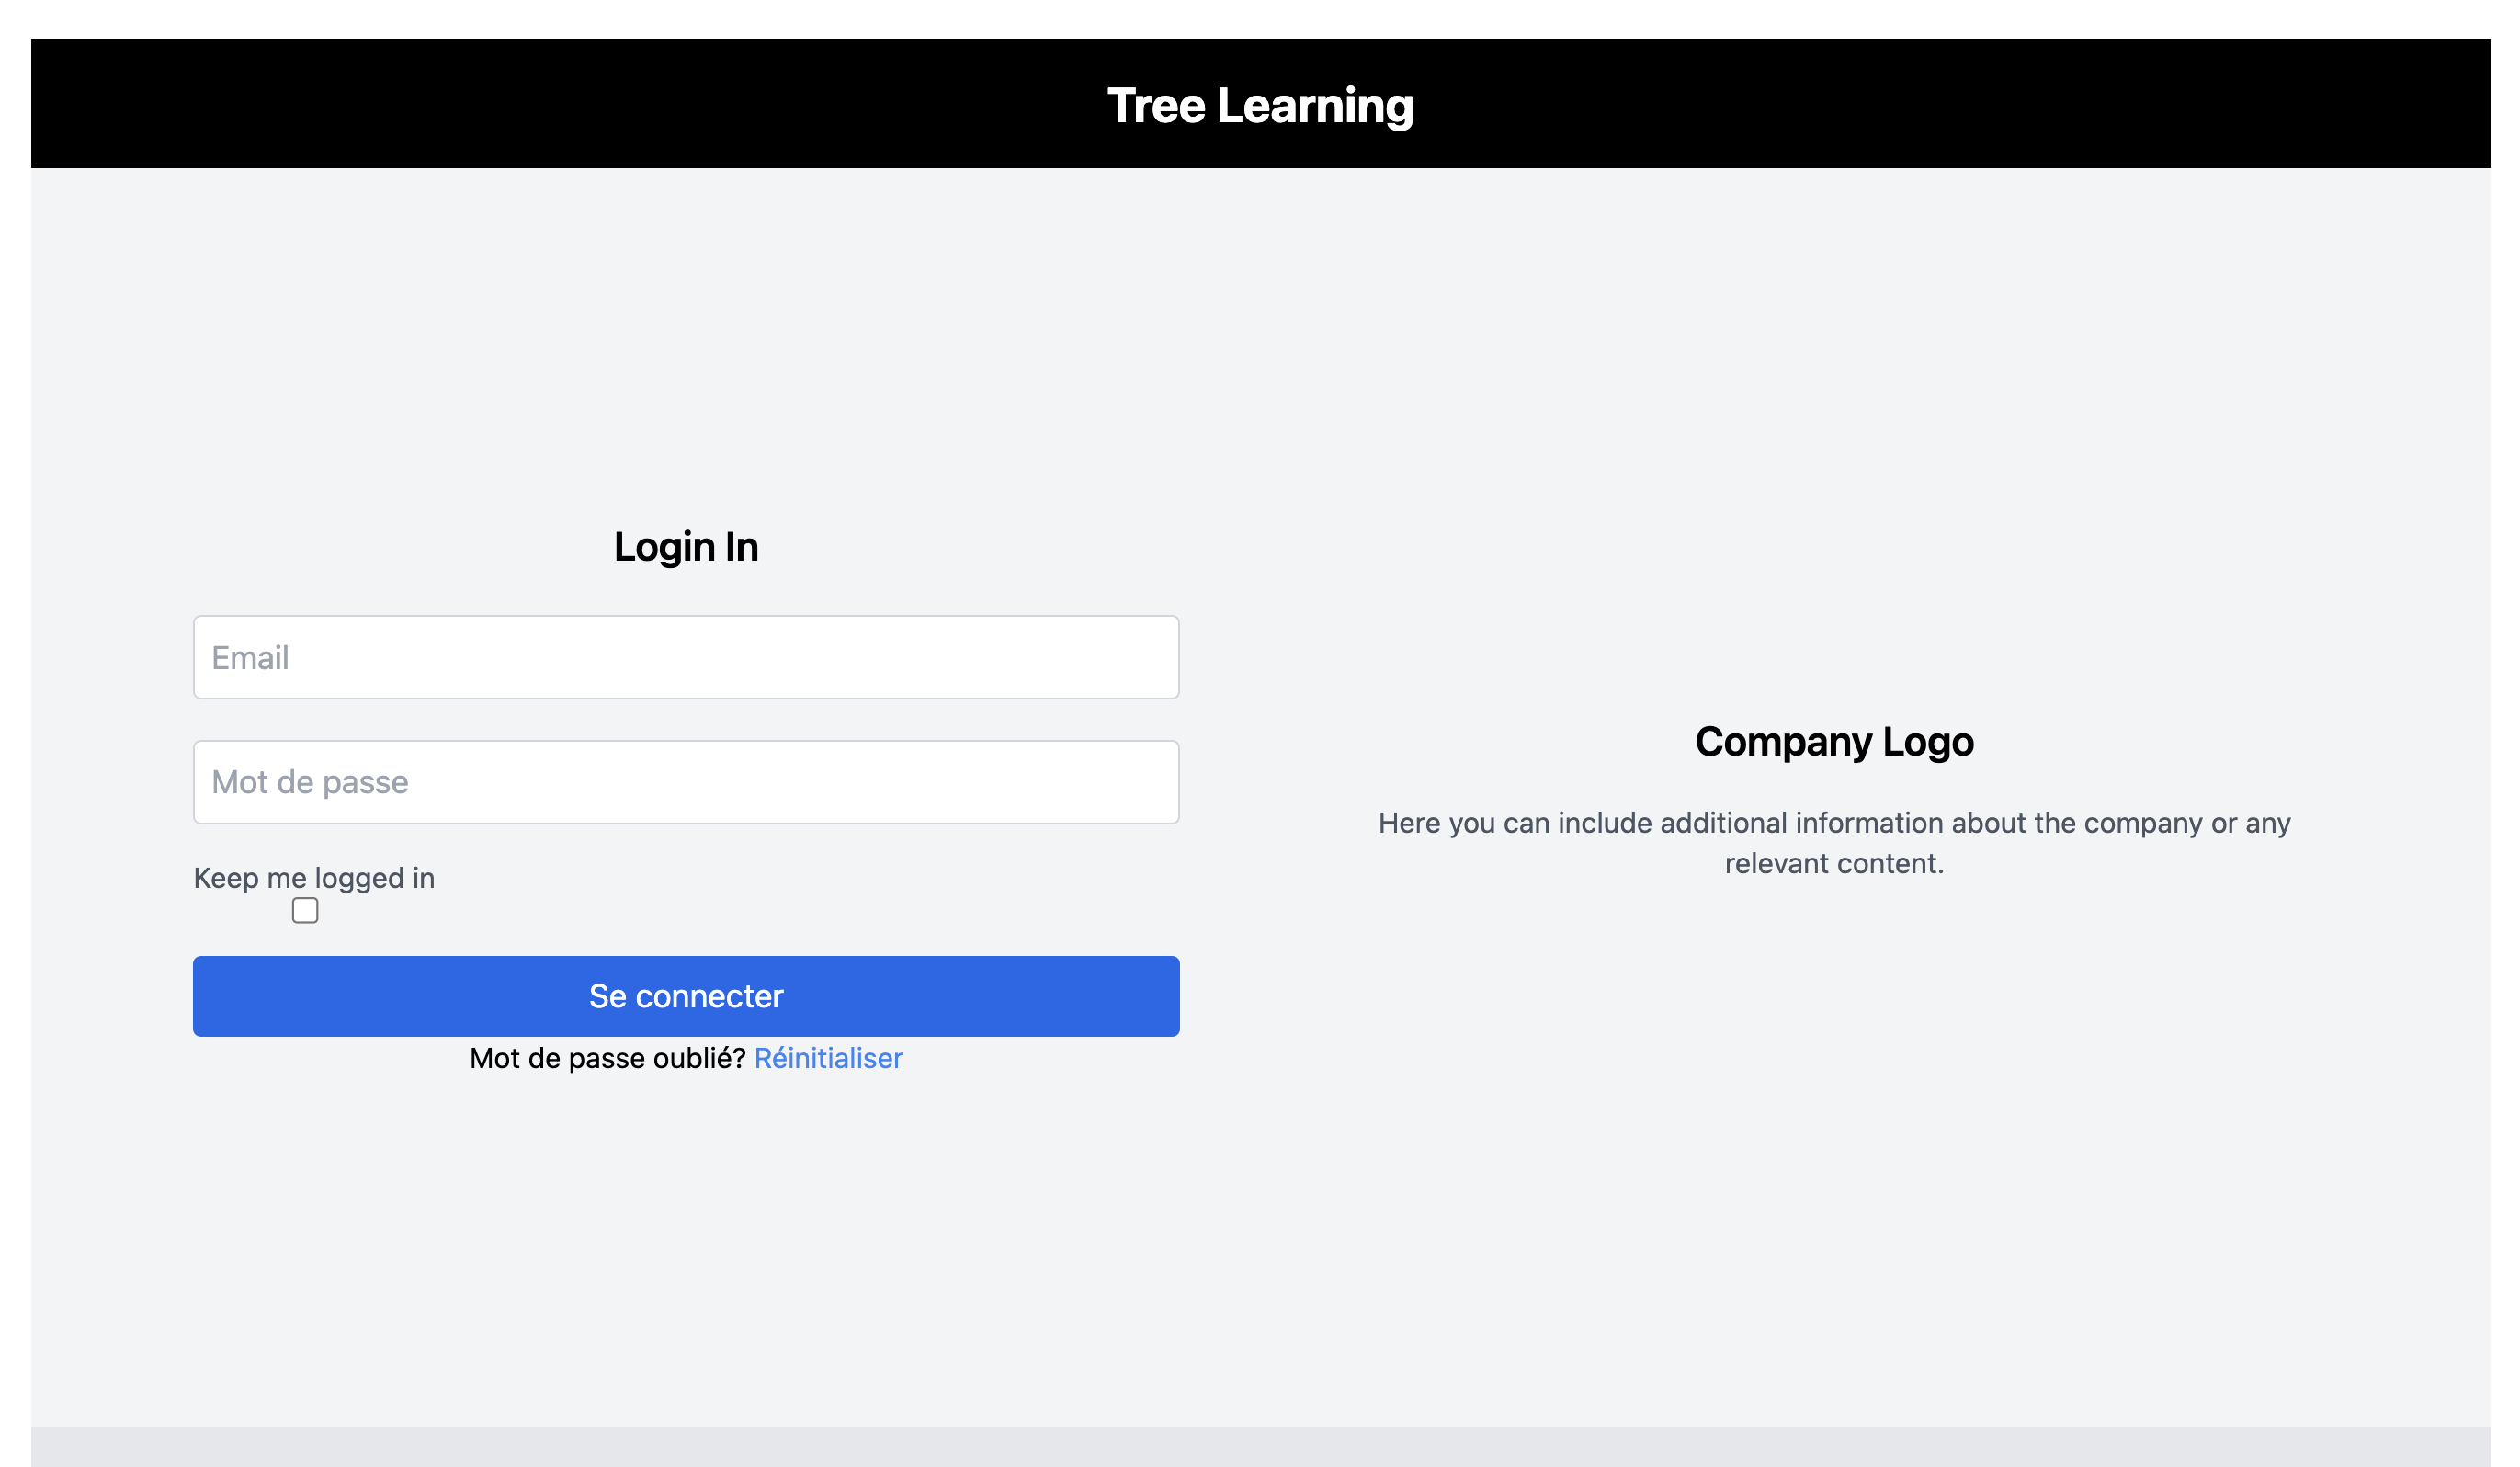 Tree Learning
Login In
Email
Mot de passe
Keep me logged in
Se connecter
Mot de passe oublié? Réinitialiser
Company Logo
Here you can include additional information about the company or any
relevant content.